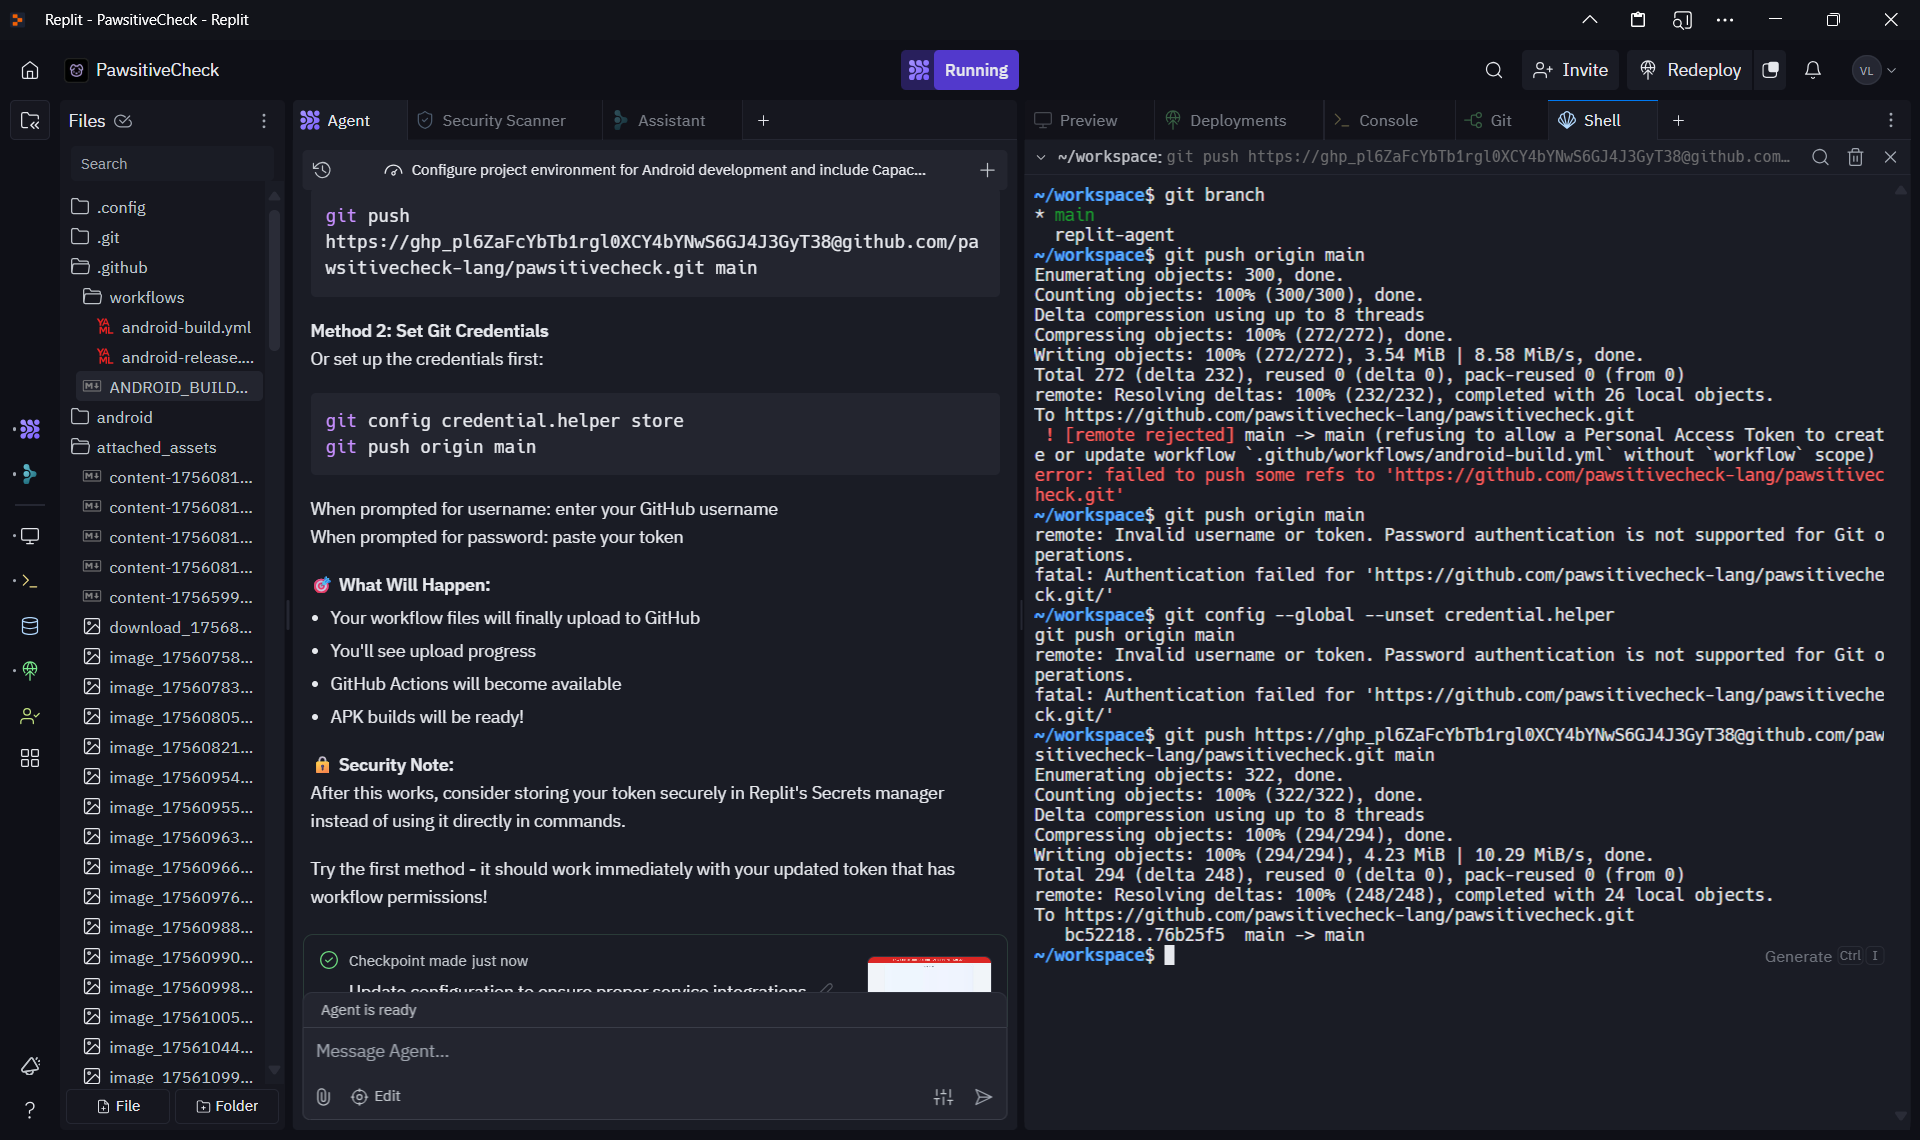 Replit - PawsitiveCheck - Replit
PawsitiveCheck
Running
Invite
Redeploy
VL
Files
Agent
Security Scanner
Assistant
Preview
Deployments
Console
Git
Shell
Search
Configure project environment for Android development and include Capac...
~/workspace: git push https://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@github.com...
.config
.git
.github
workflows
android-build.yml
android-release....
ANDROID_BUILD...
android
attached_assets
content-1756081...
content-1756081...
content-1756081...
content-1756081...
content-1756599...
download_17568...
image_17560758...
image_17560783...
image_17560805...
image_17560821...
image_17560954...
image_17560955...
image_17560963...
image_17560966...
image_17560976...
image_17560988...
image_17560990...
image_17560998...
image_17561005...
image_17561044...
image_17561099...
File
Folder
git push
https://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@github.com/pa
wsitivecheck-lang/pawsitivecheck.git main
Method 2: Set Git Credentials
Or set up the credentials first:
git config credential.helper store
git push origin main
When prompted for username: enter your GitHub username
When prompted for password: paste your token
🎯 What Will Happen:
• Your workflow files will finally upload to GitHub
• You'll see upload progress
• GitHub Actions will become available
• APK builds will be ready!
🔒 Security Note:
After this works, consider storing your token securely in Replit's Secrets manager
instead of using it directly in commands.
Try the first method - it should work immediately with your updated token that has
workflow permissions!
Checkpoint made just now
Update configuration to ensure proper service integrations
Agent is ready
Message Agent...
Edit
~/workspace$ git branch
* main
  replit-agent
~/workspace$ git push origin main
Enumerating objects: 300, done.
Counting objects: 100% (300/300), done.
Delta compression using up to 8 threads
Compressing objects: 100% (272/272), done.
Writing objects: 100% (272/272), 3.54 MiB | 8.58 MiB/s, done.
Total 272 (delta 232), reused 0 (delta 0), pack-reused 0 (from 0)
remote: Resolving deltas: 100% (232/232), completed with 26 local objects.
To https://github.com/pawsitivecheck-lang/pawsitivecheck.git
 ! [remote rejected] main -> main (refusing to allow a Personal Access Token to creat
e or update workflow `.github/workflows/android-build.yml` without `workflow` scope)
error: failed to push some refs to 'https://github.com/pawsitivecheck-lang/pawsitivec
heck.git'
~/workspace$ git push origin main
remote: Invalid username or token. Password authentication is not supported for Git o
perations.
fatal: Authentication failed for 'https://github.com/pawsitivecheck-lang/pawsitiveche
ck.git/'
~/workspace$ git config --global --unset credential.helper
git push origin main
remote: Invalid username or token. Password authentication is not supported for Git o
perations.
fatal: Authentication failed for 'https://github.com/pawsitivecheck-lang/pawsitiveche
ck.git/'
~/workspace$ git push https://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@github.com/paw
sitivecheck-lang/pawsitivecheck.git main
Enumerating objects: 322, done.
Counting objects: 100% (322/322), done.
Delta compression using up to 8 threads
Compressing objects: 100% (294/294), done.
Writing objects: 100% (294/294), 4.23 MiB | 10.29 MiB/s, done.
Total 294 (delta 248), reused 0 (delta 0), pack-reused 0 (from 0)
remote: Resolving deltas: 100% (248/248), completed with 24 local objects.
To https://github.com/pawsitivecheck-lang/pawsitivecheck.git
   bc52218..76b25f5  main -> main
~/workspace$
Generate Ctrl I